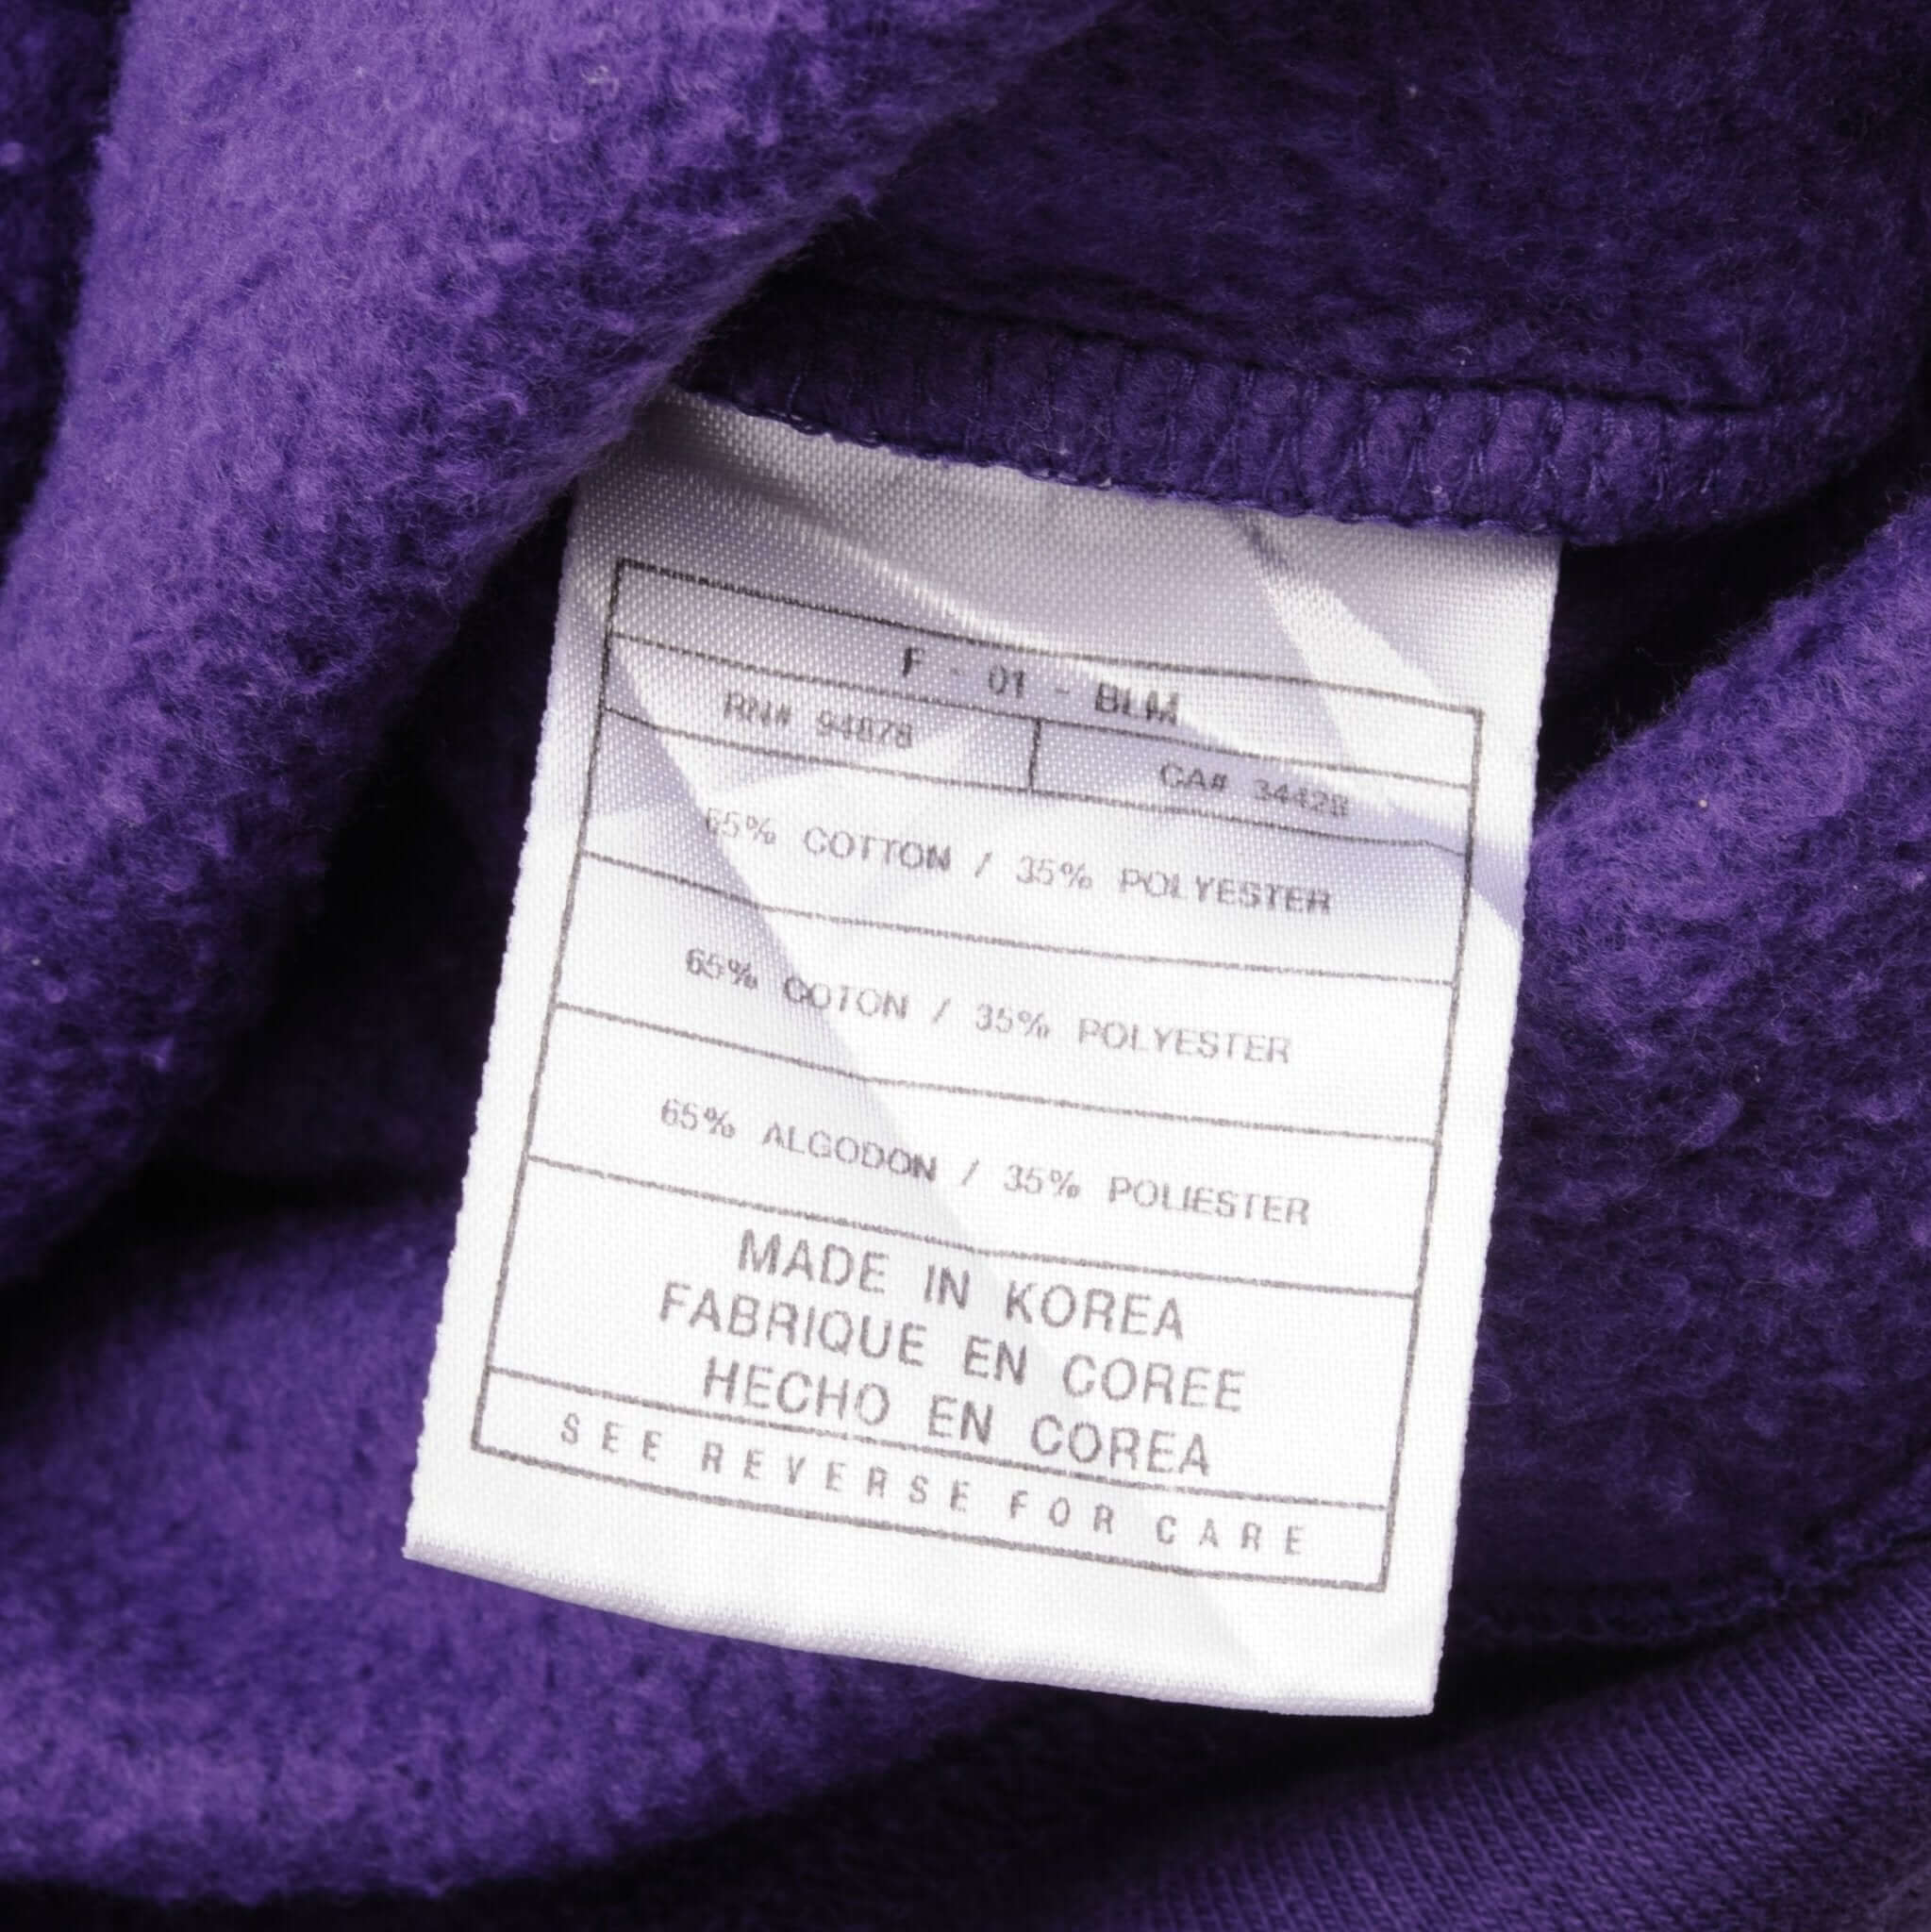 F - 01 - BLM
RN# 94878
CA# 34428
65% COTTON / 35% POLYESTER
65% COTON / 35% POLYESTER
65% ALGODON / 35% POLIESTER
MADE IN KOREA
FABRIQUE EN COREE
HECHO EN COREA
SEE REVERSE FOR CARE